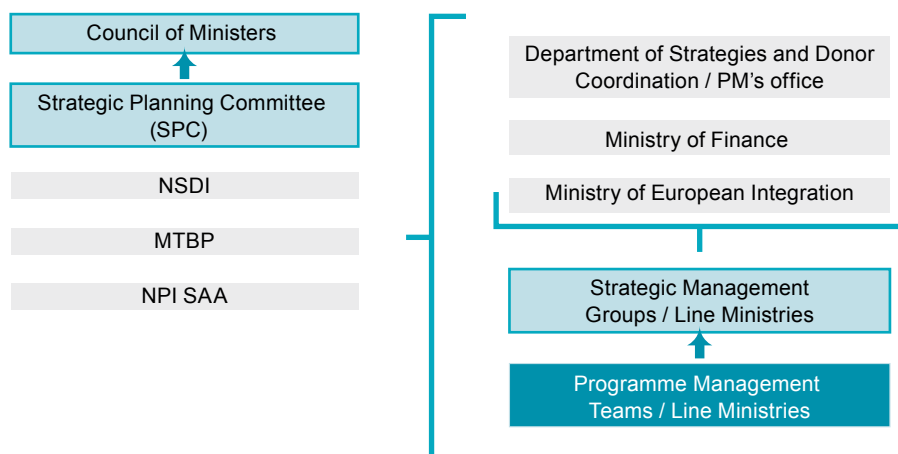 Council of Ministers
Strategic Planning Committee
(SPC)
NSDI
MTBP
NPI SAA
Department of Strategies and Donor
Coordination / PM's office
Ministry of Finance
Ministry of European Integration
Strategic Management
Groups / Line Ministries
Programme Management
Teams / Line Ministries